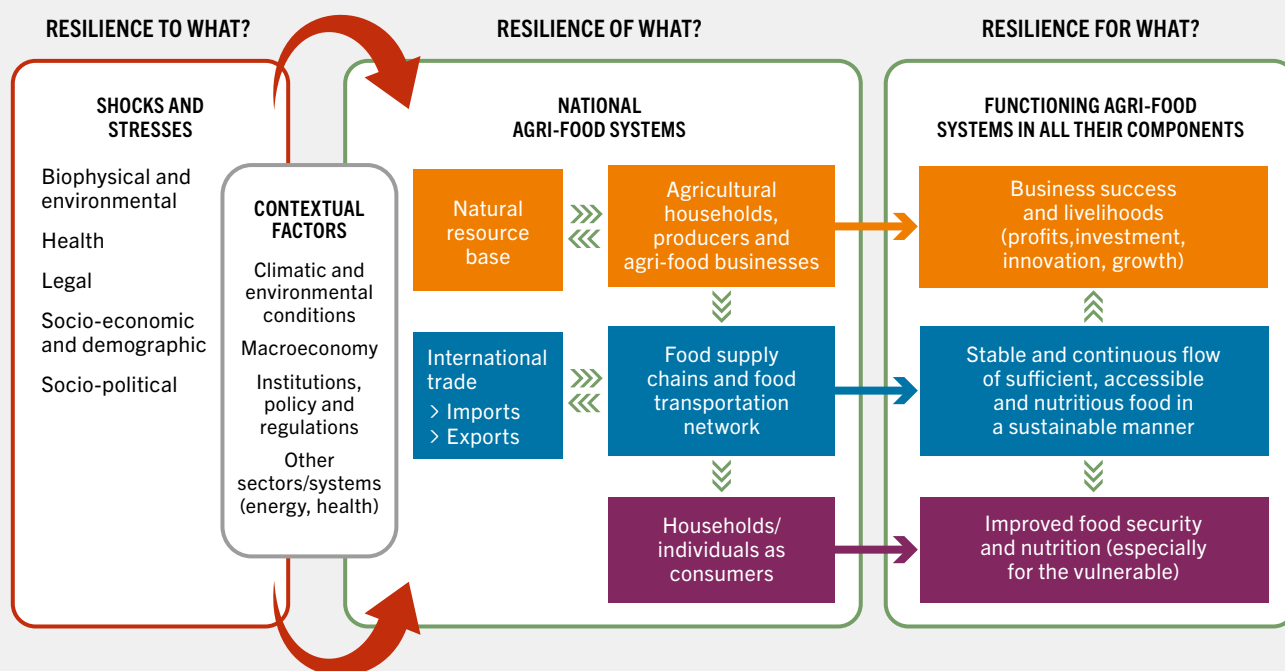 RESILIENCE TO WHAT?
SHOCKS AND
STRESSES
Biophysical and
environmental
Health
Legal
Socio-economic
and demographic
Socio-political
CONTEXTUAL
FACTORS
Climatic and
environmental
conditions
Macroeconomy
Institutions,
policy and
regulations
Other
sectors/systems
(energy, health)
RESILIENCE OF WHAT?
NATIONAL
AGRI-FOOD SYSTEMS
Natural
resource
base
Agricultural
households,
producers and
agri-food businesses
International
trade
> Imports
> Exports
Food supply
chains and food
transportation
network
Households/
individuals as
consumers
RESILIENCE FOR WHAT?
FUNCTIONING AGRI-FOOD
SYSTEMS IN ALL THEIR COMPONENTS
Business success
and livelihoods
(profits,investment,
innovation, growth)
Stable and continuous flow
of sufficient, accessible
and nutritious food in
a sustainable manner
Improved food security
and nutrition (especially
for the vulnerable)